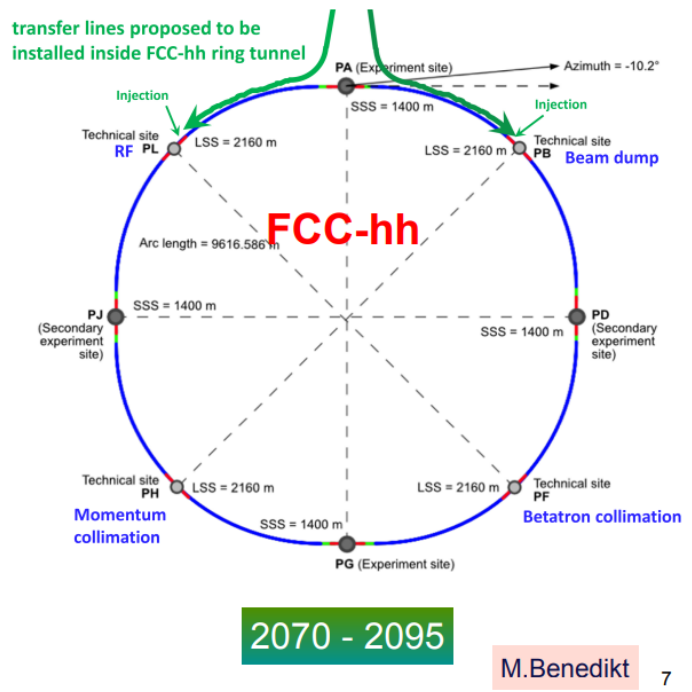 transfer lines proposed to be
installed inside FCC-hh ring tunnel
PA (Experiment site)
Azimuth = -10.2°
Injection
SSS = 1400 m
Injection
Technical site
RF PL
LSS = 2160 m
LSS = 2160 m
Technical site
PB
Beam dump
FCC-hh
Arc length = 9616.586 m
PJ
(Secondary
experiment
site)
SSS = 1400 m
SSS = 1400 m
PD
(Secondary
experiment
site)
Technical site
PH
LSS = 2160 m
Momentum
collimation
LSS = 2160 m
Technical site
PF
Betatron collimation
SSS = 1400 m
PG (Experiment site)
2070 - 2095
M.Benedikt
7